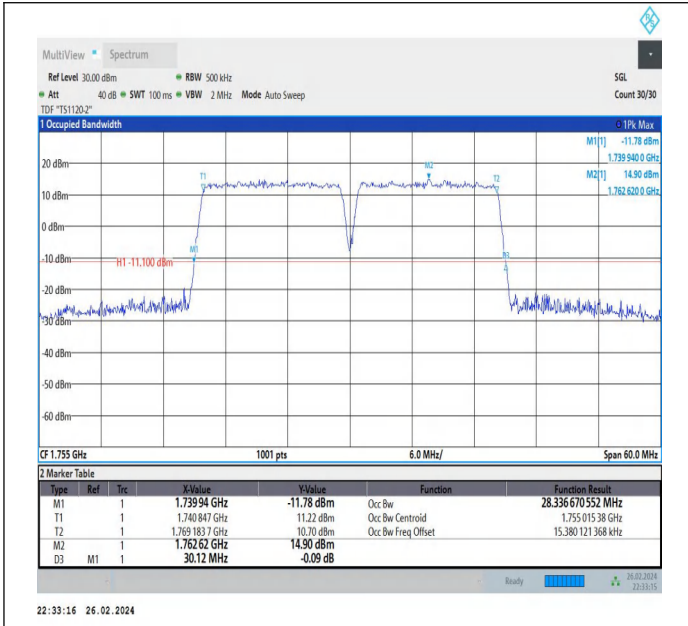 MultiView Spectrum
Ref Level 30.00 dBm RBW 500 kHz SGL
Att 40 dB SWT 100 ms VBW 2 MHz Mode Auto Sweep Count 30/30
TDF "TS1120-2"
1 Occupied Bandwidth 1Pk Max
M1[1] -11.78 dBm
1.739 940 0 GHz
M2[1] 14.90 dBm
1.762 620 0 GHz
20 dBm
M2
T1 T2
10 dBm
0 dBm
M1 D3
-10 dBm H1 -11.100 dBm
-20 dBm
-30 dBm
-40 dBm
-50 dBm
-60 dBm
CF 1.755 GHz 1001 pts 6.0 MHz/ Span 60.0 MHz
2 Marker Table
Type Ref Trc X-Value Y-Value Function Function Result
M1 1 1.739 94 GHz -11.78 dBm Occ Bw 28.336 670 552 MHz
T1 1 1.740 847 GHz 11.22 dBm Occ Bw Centroid 1.755 015 38 GHz
T2 1 1.769 183 7 GHz 10.70 dBm Occ Bw Freq Offset 15.380 121 368 kHz
M2 1 1.762 62 GHz 14.90 dBm
D3 M1 1 30.12 MHz -0.09 dB
Ready 26.02.2024
22:33:15
22:33:16 26.02.2024